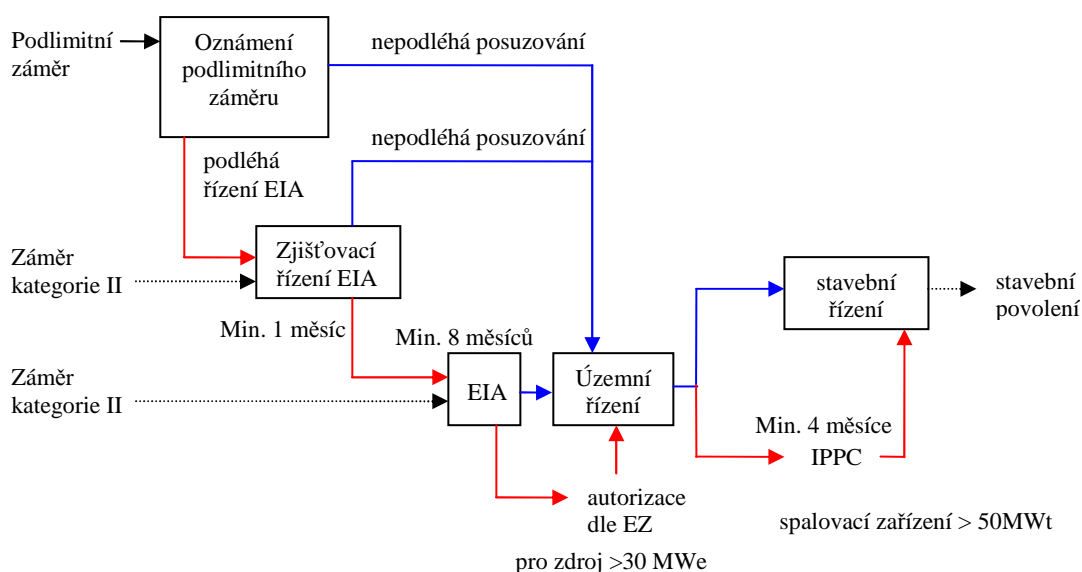 Podlimitní
záměr
Oznámení
podlimitního
záměru
nepodléhá posuzování
nepodléhá posuzování
podléhá
řízení EIA
Záměr
kategorie II
Zjišťovací
řízení EIA
stavební
řízení
stavební
povolení
Min. 1 měsíc
Min. 8 měsíců
Záměr
kategorie II
EIA
Územní
řízení
Min. 4 měsíce
IPPC
autorizace
dle EZ
spalovací zařízení > 50MWt
pro zdroj >30 MWe